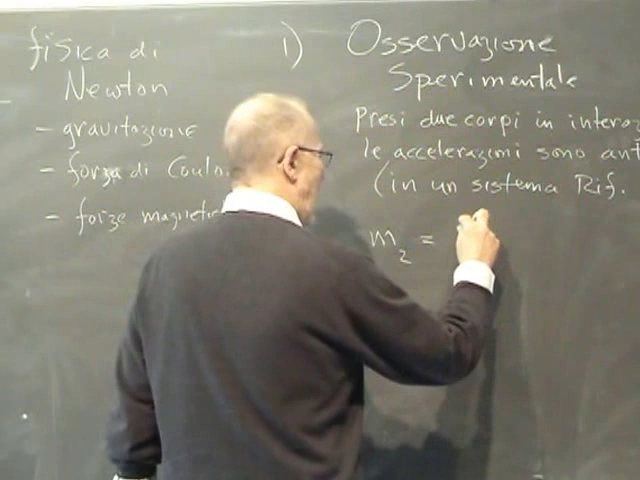 fisica di
Newton
- gravitazione
- forza di Coulo
- forze magnetic
1) Osservazione
Sperimentale
Presi due corpi in interaz
le accelerazioni sono ant
(in un sistema Rif.
m2 =